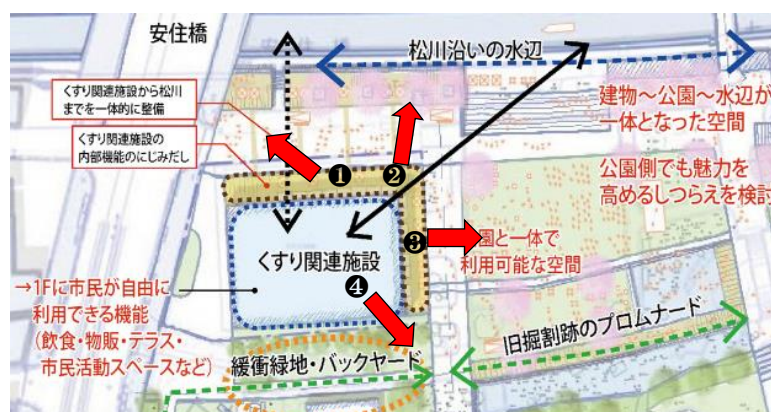 安住橋
松川沿いの水辺
くすり関連施設から松川
までを一体的に整備
くすり関連施設の
内部機能のにじみだし
建物～公園～水辺が
一体となった空間
公園側でも魅力を
高めるしつらえを検討
❶
❷
❸
園と一体で
利用可能な空間
くすり関連施設
❹
→1Fに市民が自由に
利用できる機能
(飲食・物販・テラス・
市民活動スペースなど)
旧堀割跡のプロムナード
緩衝緑地・バックヤード